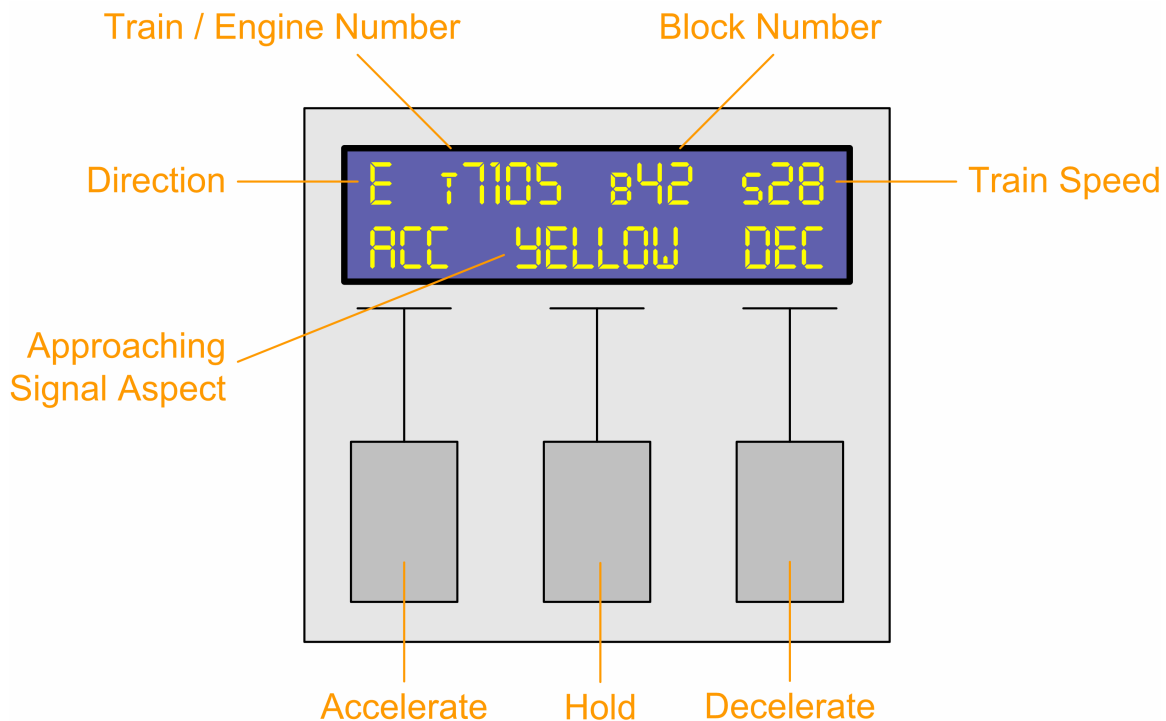 Train / Engine Number
Block Number
Direction
E T7105 B42 S28
Train Speed
ACC YELLOW DEC
Approaching
Signal Aspect
Accelerate
Hold
Decelerate